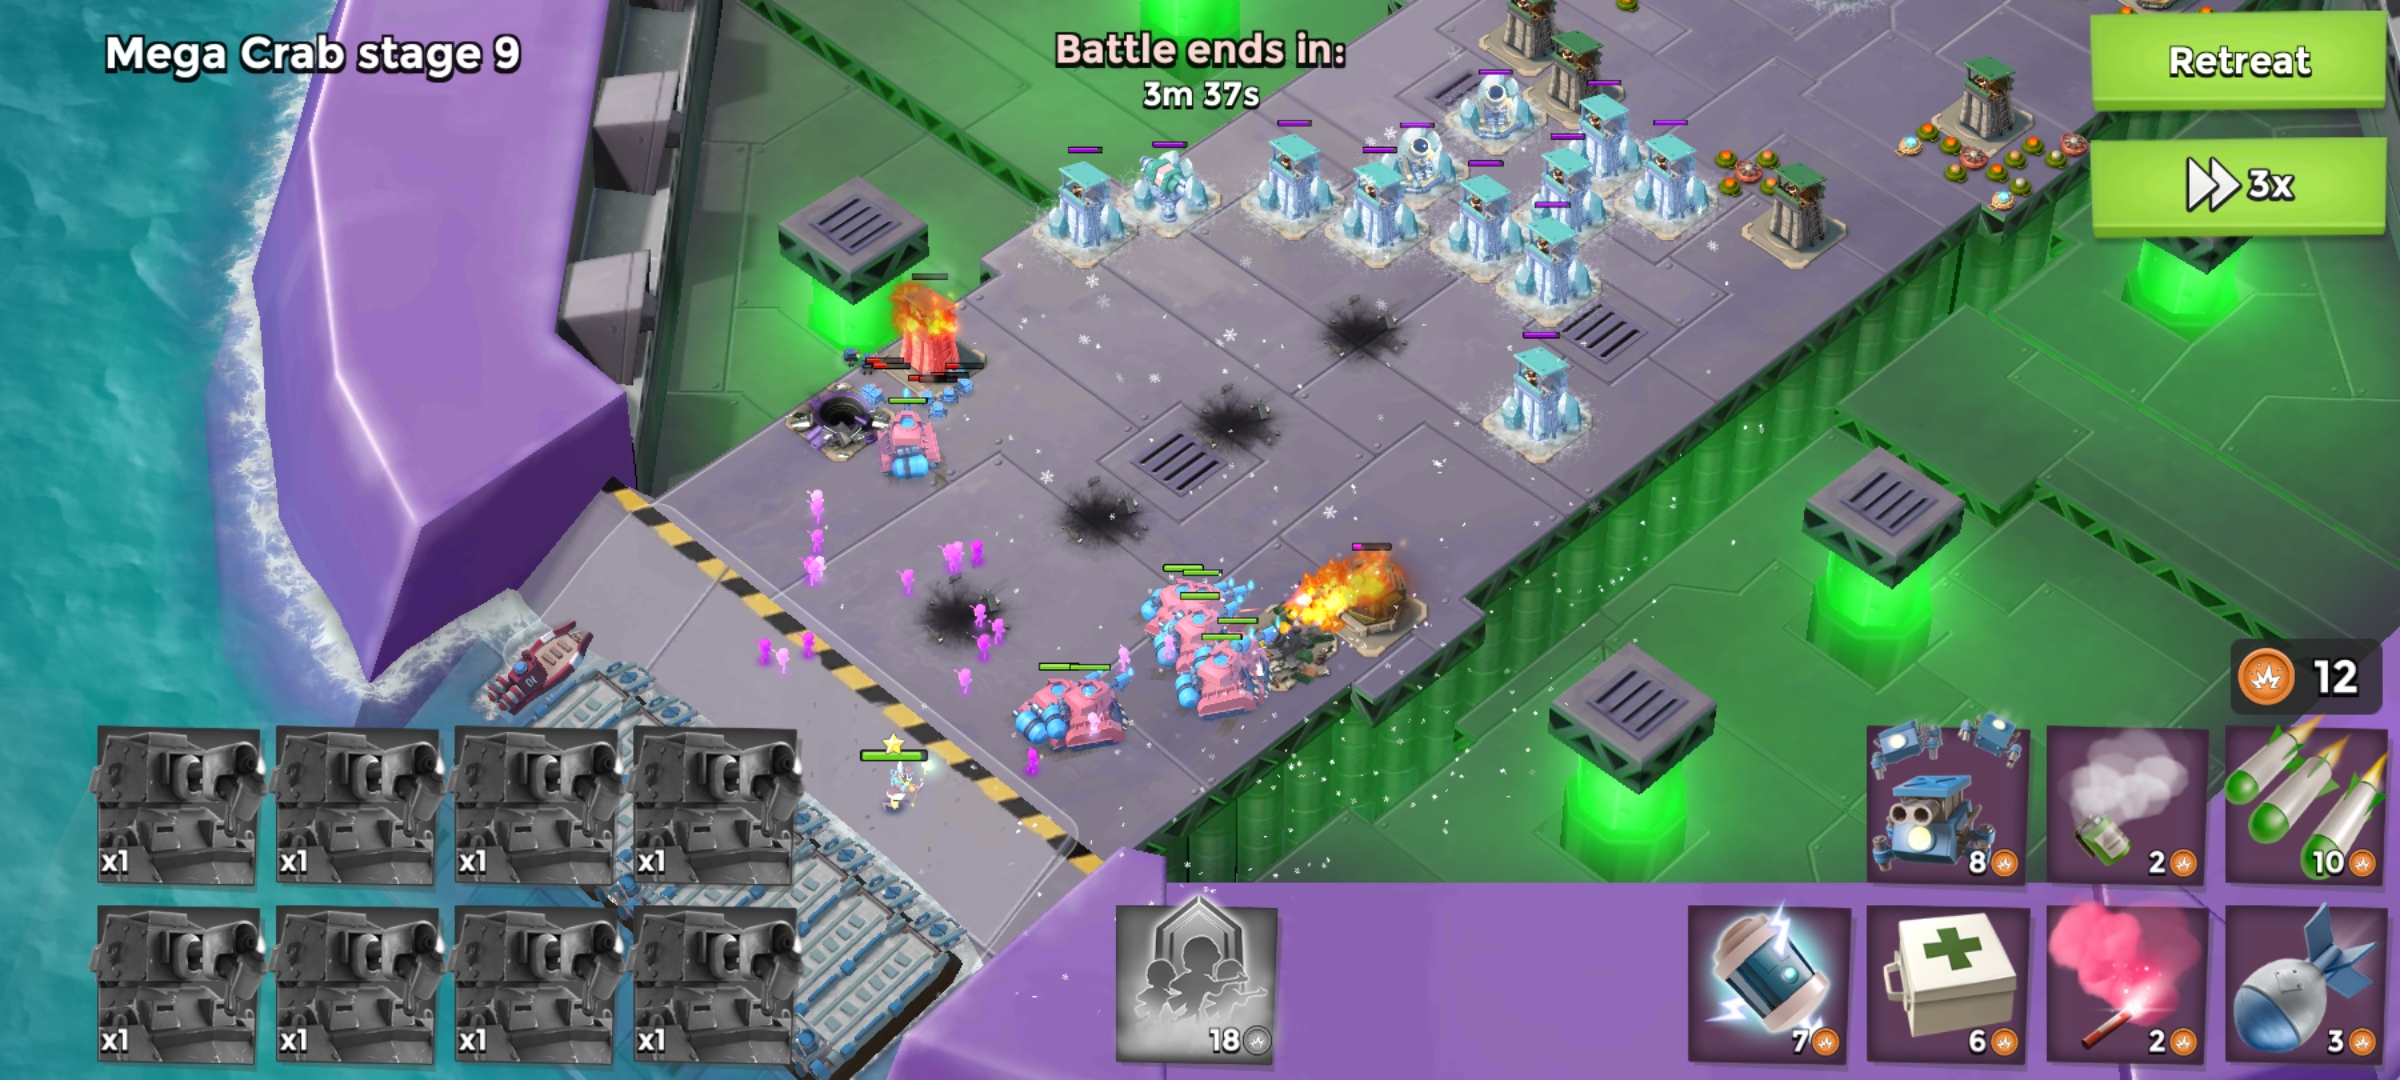 Mega Crab stage 9
Battle ends in:
3m 37s
Retreat
3x
12
x1
x1
x1
x1
8
2
10
x1
x1
x1
x1
18
7
6
2
3